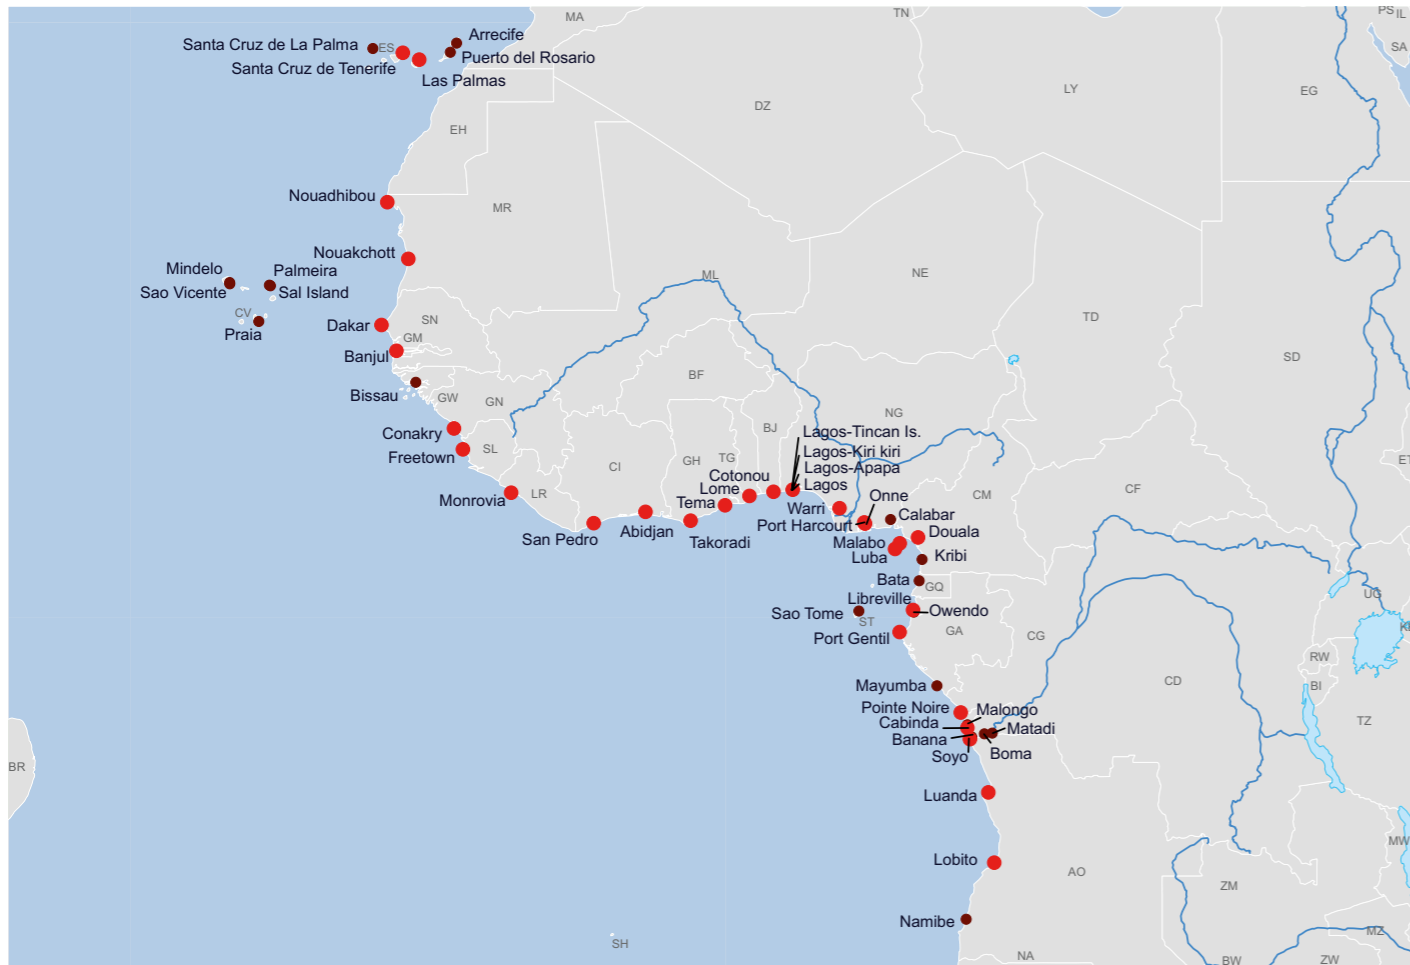 MA
TN
PS
IL
Arrecife
Santa Cruz de La Palma
ES
SA
Puerto del Rosario
Santa Cruz de Tenerife
Las Palmas
DZ
LY
EG
EH
Nouadhibou
MR
Nouakchott
Mindelo
Palmeira
ML
NE
Sao Vicente
Sal Island
CV
SN
TD
Praia
Dakar
GM
Banjul
SD
BF
Bissau
GW
GN
NG
BJ
Lagos-Tincan Is.
Conakry
SL
Lagos-Kiri kiri
Freetown
CI
GH
TG
Lagos-Apapa
ET
Cotonou
Lagos
CF
Monrovia
LR
Lome
Onne
CM
Tema
Warri
Calabar
San Pedro
Abidjan
Takoradi
Port Harcourt
Douala
Malabo
Luba
Kribi
Bata
GQ
UG
Libreville
Sao Tome
Owendo
ST
GA
CG
Port Gentil
RW
CD
Mayumba
BI
Pointe Noire
Malongo
Cabinda
TZ
Banana
Matadi
Soyo
Boma
BR
Luanda
MW
Lobito
AO
ZM
Namibe
MZ
SH
NA
BW
ZW